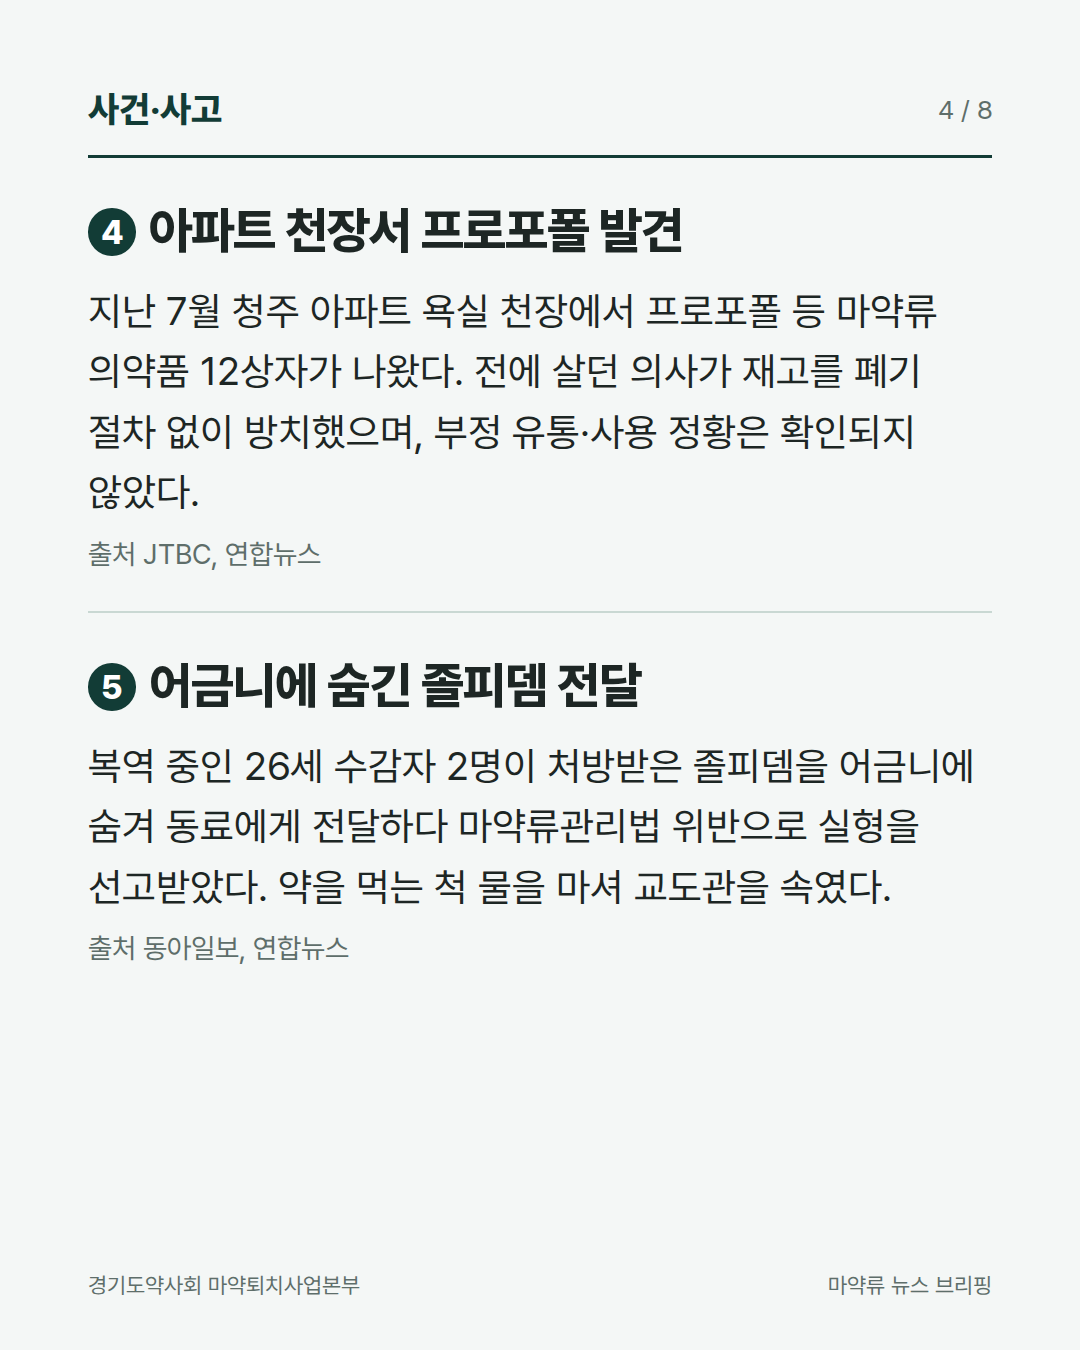 사건·사고
4 / 8
4 아파트 천장서 프로포폴 발견
지난 7월 청주 아파트 욕실 천장에서 프로포폴 등 마약류
의약품 12상자가 나왔다. 전에 살던 의사가 재고를 폐기
절차 없이 방치했으며, 부정 유통·사용 정황은 확인되지
않았다.
출처 JTBC, 연합뉴스
5 어금니에 숨긴 졸피뎀 전달
복역 중인 26세 수감자 2명이 처방받은 졸피뎀을 어금니에
숨겨 동료에게 전달하다 마약류관리법 위반으로 실형을
선고받았다. 약을 먹는 척 물을 마셔 교도관을 속였다.
출처 동아일보, 연합뉴스
경기도약사회 마약퇴치사업본부
마약류 뉴스 브리핑